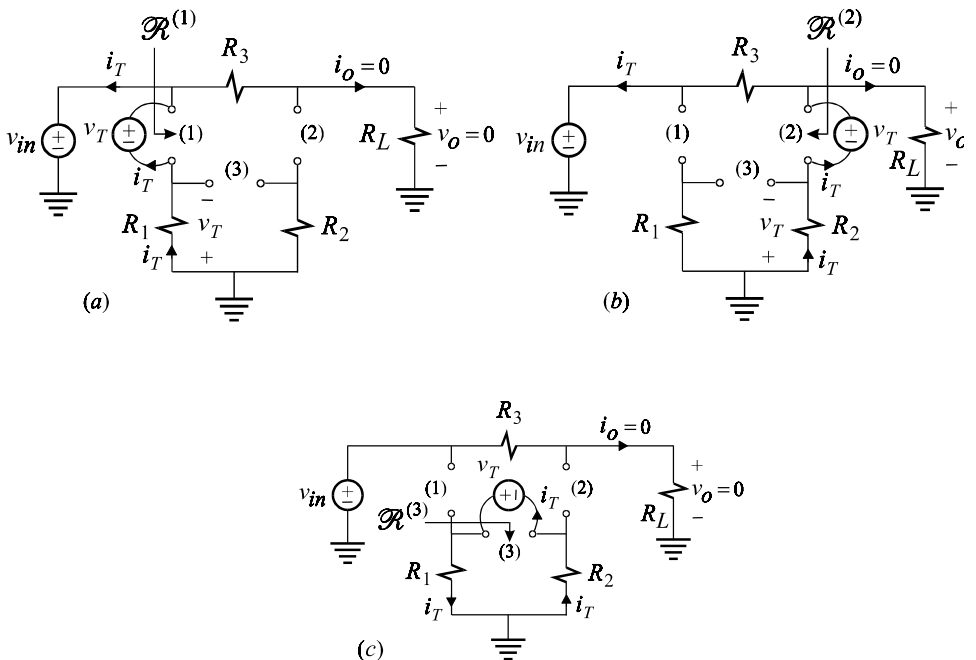 ℛ(1)
R3
iT
io = 0
vin
vT
(1)
(2)
RL
+
vo = 0
−
iT
(3)
−
R1
vT
R2
iT
+
(a)
ℛ(2)
iT
R3
io = 0
vin
(1)
(2)
vT
RL
+
vo
−
iT
(3)
−
R1
vT
R2
+
iT
(b)
R3
io = 0
vin
(1)
vT
iT
(2)
+
vo = 0
−
RL
ℛ(3)
(3)
R1
R2
iT
iT
(c)